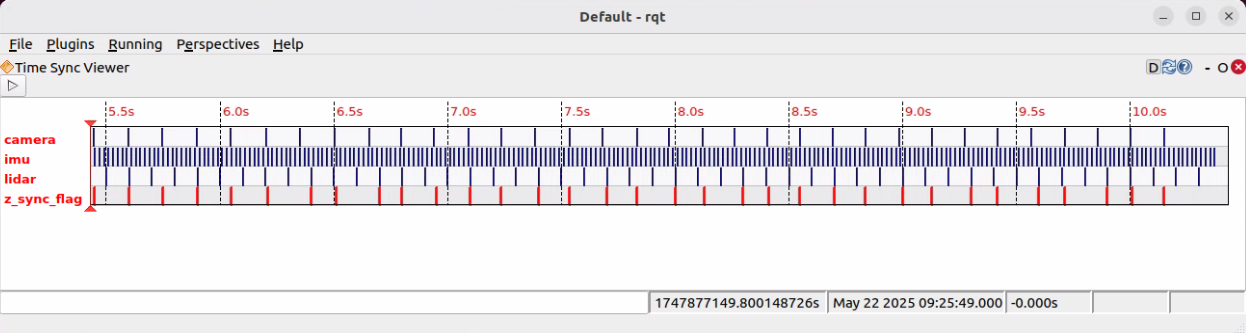 Default - rqt
File Plugins Running Perspectives Help
Time Sync Viewer
D ? - O
5.5s 6.0s 6.5s 7.0s 7.5s 8.0s 8.5s 9.0s 9.5s 10.0s
camera
imu
lidar
z_sync_flag
1747877149.800148726s May 22 2025 09:25:49.000 -0.000s